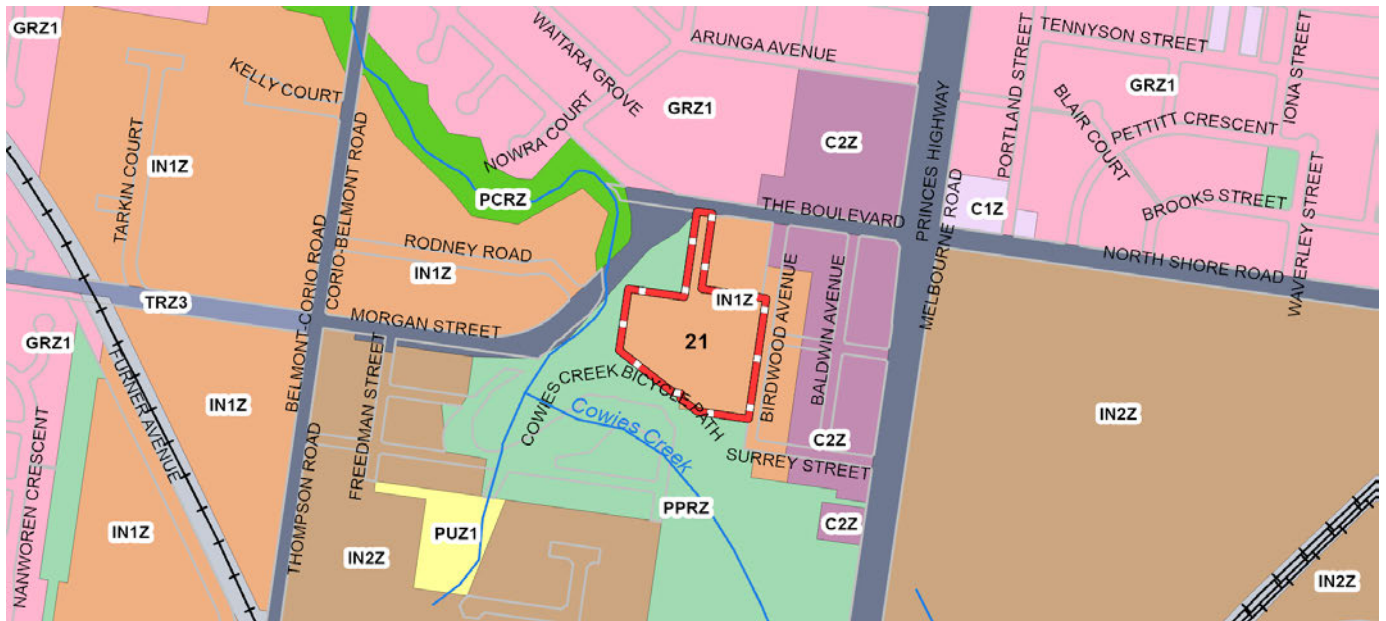 GRZ1
KELLY COURT
TARKIN COURT
IN1Z
CORIO-BELMONT ROAD
BELMONT-CORIO ROAD
WAITARA GROVE
ARUNGA AVENUE
NOWRA COURT
GRZ1
PCRZ
C2Z
PRINCES HIGHWAY
MELBOURNE ROAD
TENNYSON STREET
PORTLAND STREET
GRZ1
IONA STREET
BLAIR COURT
PETTITT CRESCENT
BROOKS STREET
WAVERLEY STREET
C1Z
THE BOULEVARD
NORTH SHORE ROAD
RODNEY ROAD
IN1Z
TRZ3
MORGAN STREET
IN1Z
21
BIRDWOOD AVENUE
BALDWIN AVENUE
GRZ1
FURNER AVENUE
NANWORREN CRESCENT
IN1Z
IN1Z
THOMPSON ROAD
FREEDMAN STREET
COWIES CREEK BICYCLE PATH
Cowies Creek
C2Z
SURREY STREET
IN2Z
PPRZ
C2Z
PUZ1
IN2Z
IN2Z